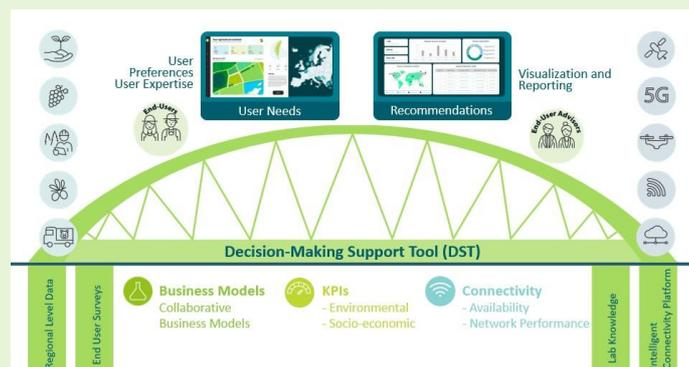 User
Preferences
User Expertise
End-Users
User Needs
Recommendations
Visualization and
Reporting
End-User Advisors
5G
Decision-Making Support Tool (DST)
Regional Level Data
End User Surveys
Business Models
Collaborative
Business Models
KPIs
- Environmental
- Socio-economic
Connectivity
- Availability
- Network Performance
Lab Knowledge
Intelligent
Connectivity Platform